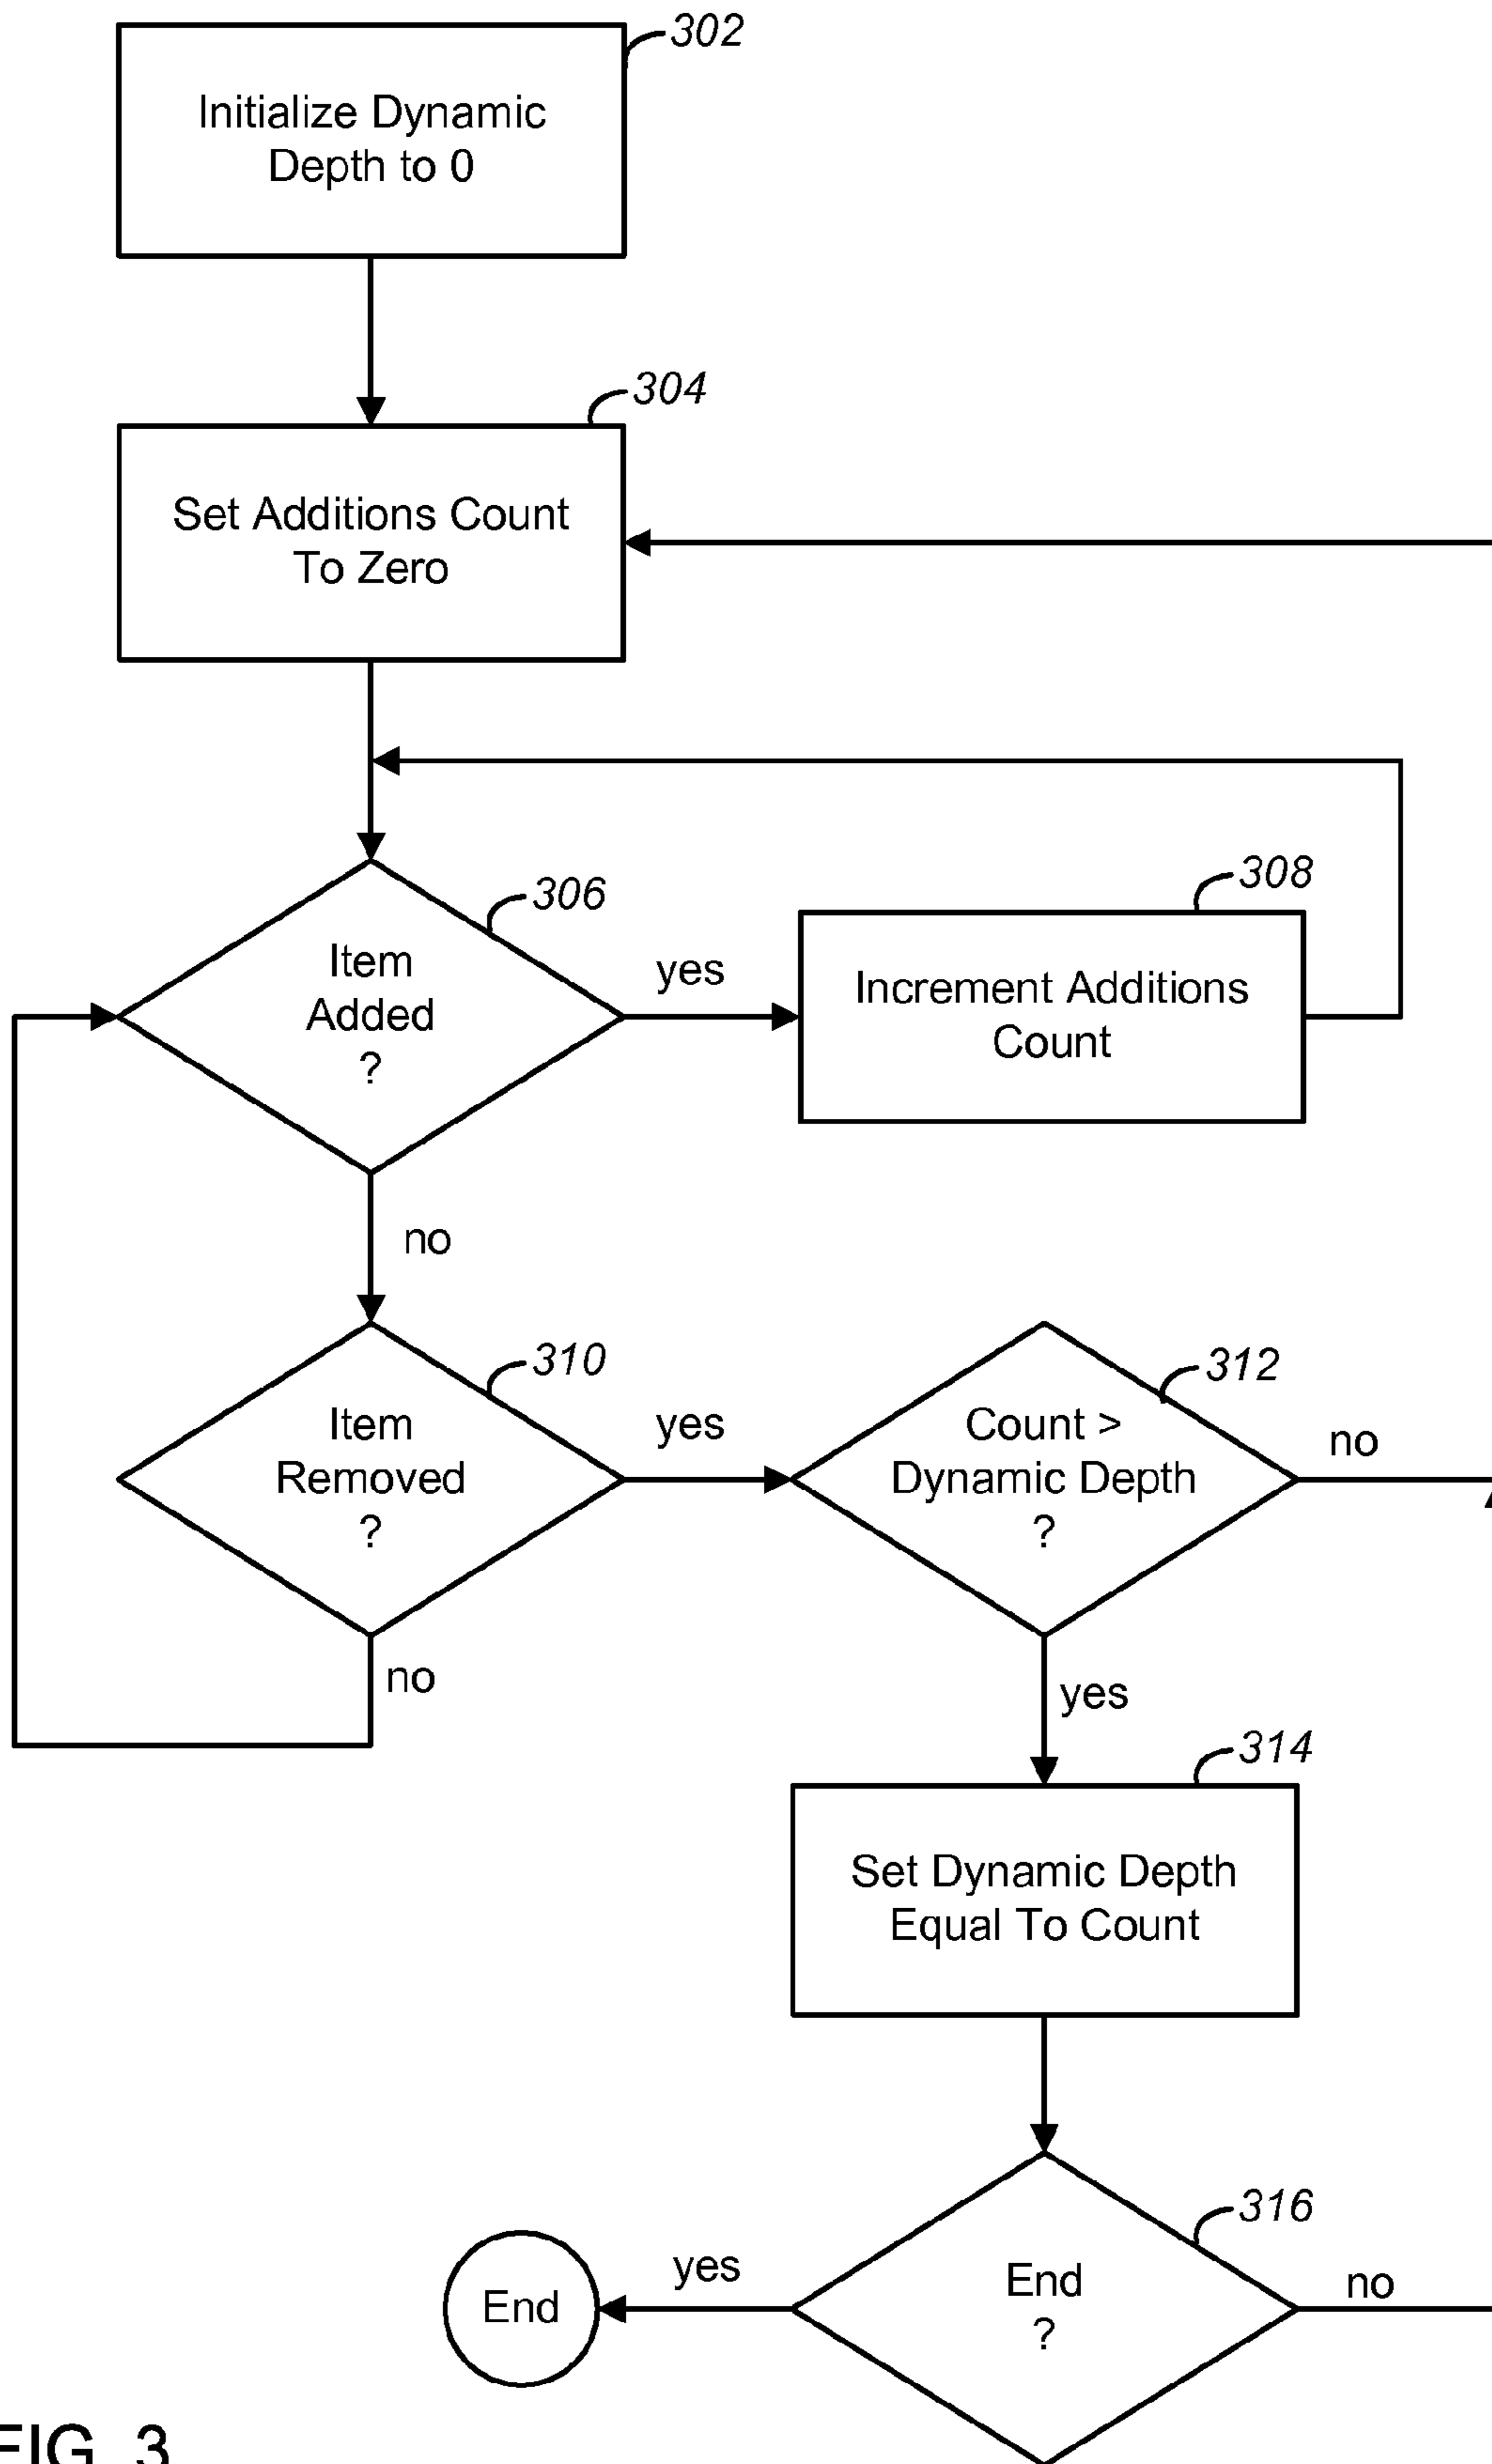 302
Initialize Dynamic
Depth to 0
304
Set Additions Count
To Zero
306
Item
Added
?
yes
308
Increment Additions
Count
no
310
Item
Removed
?
yes
312
Count >
Dynamic Depth
?
no
no
yes
314
Set Dynamic Depth
Equal To Count
316
End
?
yes
End
no
FIG. 3